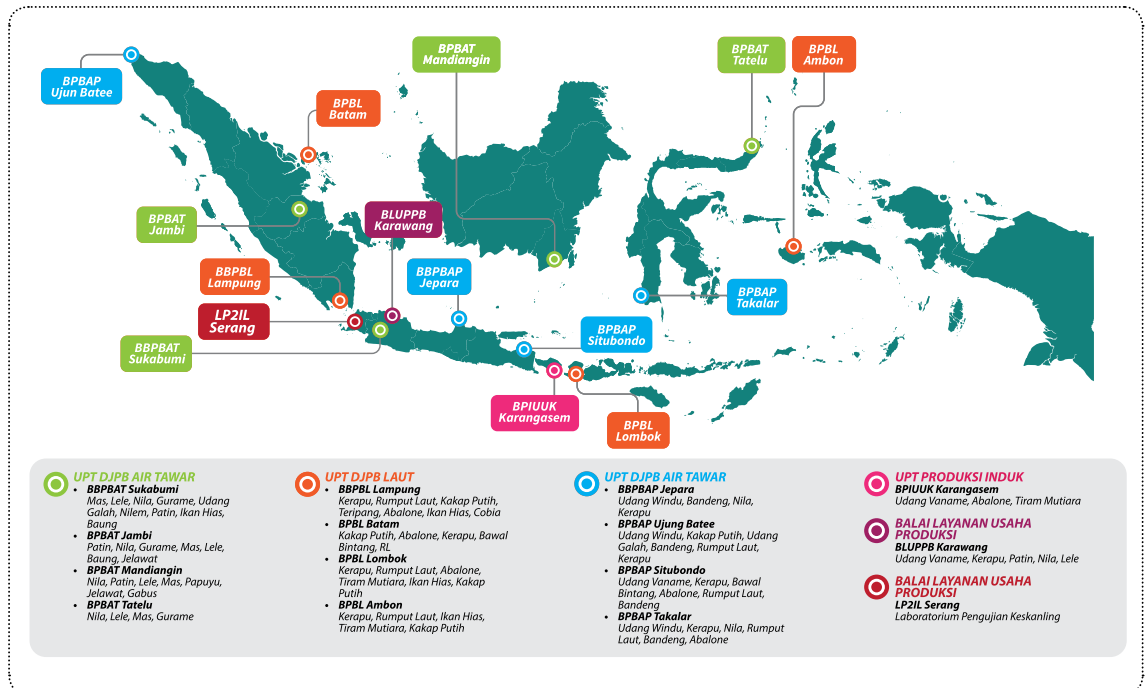 BPBAP
Ujun Batee
BPBL
Batam
BPBAT
Mandiangin
BPBAT
Tatelu
BPBL
Ambon
BPBAT
Jambi
BLUPPB
Karawang
BBPBL
Lampung
BBPBAP
Jepara
BPBAP
Takalar
LP2IL
Serang
BPBAP
Situbondo
BBPBAT
Sukabumi
BPIUUK
Karangasem
BPBL
Lombok
UPT DJPB AIR TAWAR
• BBPBAT Sukabumi
Mas, Lele, Nila, Gurame, Udang
Galah, Nilem, Patin, Ikan Hias,
Baung
• BPBAT Jambi
Patin, Nila, Gurame, Mas, Lele,
Baung, Jelawat
• BPBAT Mandiangin
Nila, Patin, Lele, Mas, Papuyu,
Jelawat, Gabus
• BPBAT Tatelu
Nila, Lele, Mas, Gurame
UPT DJPB LAUT
• BBPBL Lampung
Kerapu, Rumput Laut, Kakap Putih,
Teripang, Abalone, Ikan Hias, Cobia
• BPBL Batam
Kakap Putih, Abalone, Kerapu, Bawal
Bintang, RL
• BPBL Lombok
Kerapu, Rumput Laut, Abalone,
Tiram Mutiara, Ikan Hias, Kakap
Putih
• BPBL Ambon
Kerapu, Rumput Laut, Ikan Hias,
Tiram Mutiara, Kakap Putih
UPT DJPB AIR TAWAR
• BBPBAP Jepara
Udang Windu, Bandeng, Nila,
Kerapu
• BPBAP Ujung Batee
Udang Windu, Kakap Putih, Udang
Galah, Bandeng, Rumput Laut,
Kerapu
• BPBAP Situbondo
Udang Vaname, Kerapu, Bawal
Bintang, Abalone, Rumput Laut,
Bandeng
• BPBAP Takalar
Udang Windu, Kerapu, Nila, Rumput
Laut, Bandeng, Abalone
UPT PRODUKSI INDUK
BPIUUK Karangasem
Udang Vaname, Abalone, Tiram Mutiara
BALAI LAYANAN USAHA
PRODUKSI
BLUPPB Karawang
Udang Vaname, Kerapu, Patin, Nila, Lele
BALAI LAYANAN USAHA
PRODUKSI
LP2IL Serang
Laboratorium Pengujian Keskanling